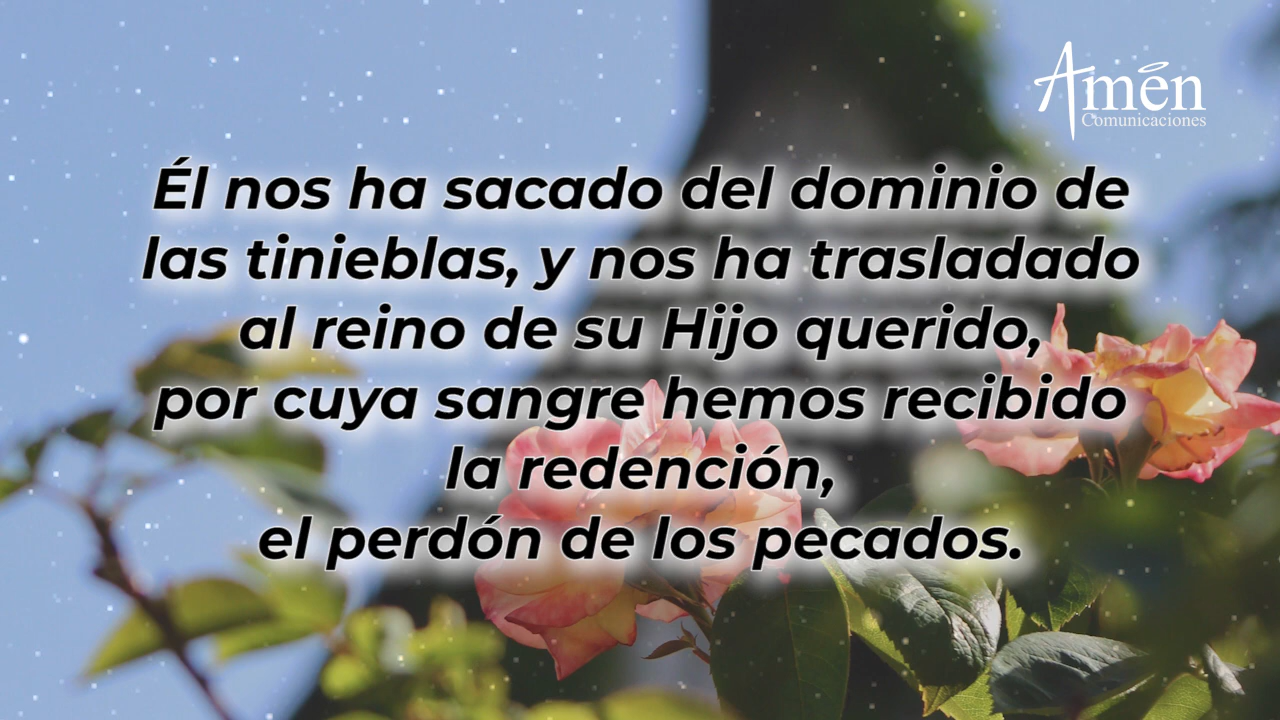 Amén
Comunicaciones
Él nos ha sacado del dominio de
las tinieblas, y nos ha trasladado
al reino de su Hijo querido,
por cuya sangre hemos recibido
la redención,
el perdón de los pecados.